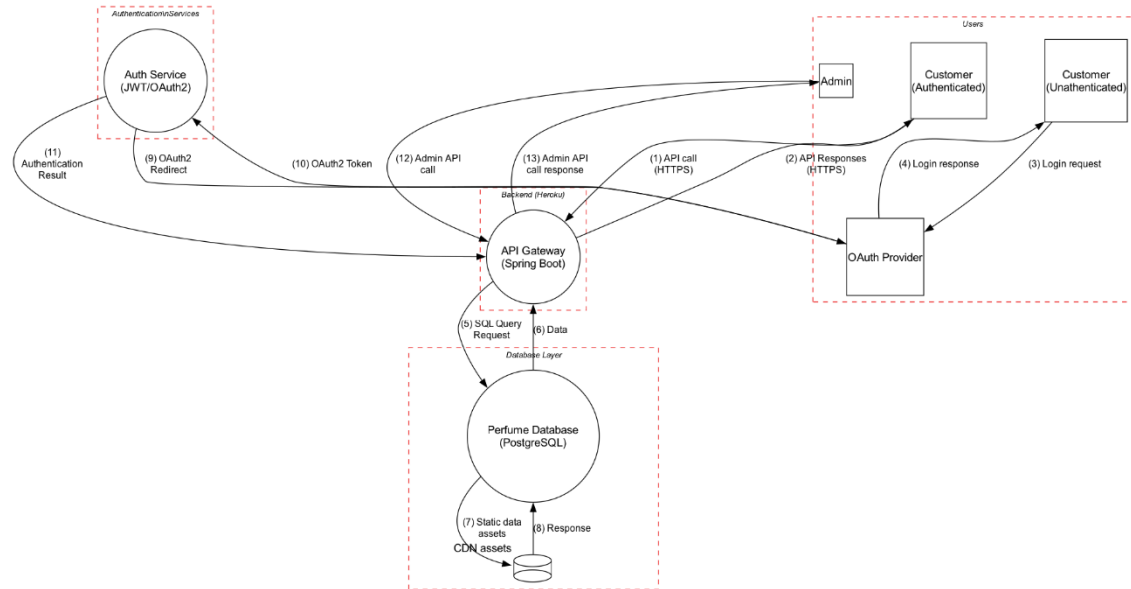 Authentication\nServices
Users
Auth Service
(JWT/OAuth2)
Admin
Customer
(Authenticated)
Customer
(Unathenticated)
(11)
Authentication
Result
(9) OAuth2
Redirect
(10) OAuth2 Token
(12) Admin API
call
(13) Admin API
call response
(1) API call
(HTTPS)
(2) API Responses
(HTTPS)
(4) Login response
(3) Login request
Backend (Heroku)
API Gateway
(Spring Boot)
OAuth Provider
(5) SQL Query
Request
(6) Data
Database Layer
Perfume Database
(PostgreSQL)
(7) Static data
assets
(8) Response
CDN assets